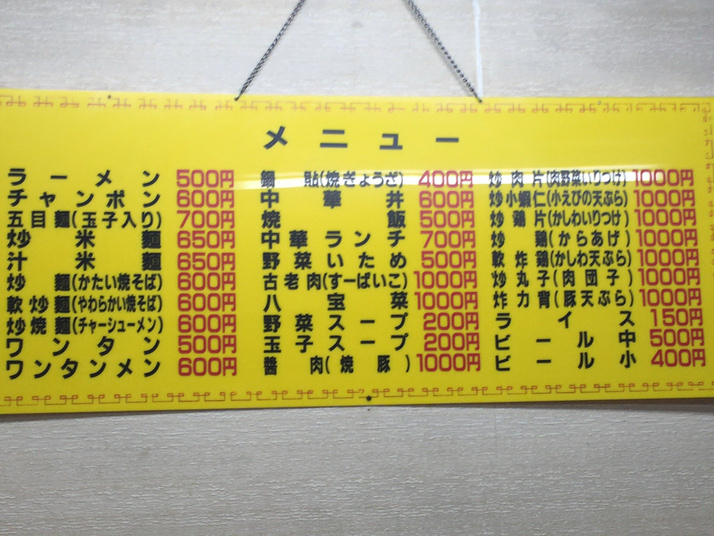 メニュー
ラーメン 500円
チャンポン 600円
五目麺(玉子入り) 700円
炒米麺 650円
汁米麺 650円
炒麺(かたい焼そば) 600円
軟炒麺(やわらかい焼そば) 600円
炒焼麺(チャーシューメン) 600円
ワンタン 500円
ワンタンメン 600円
鍋貼(焼ぎょうざ) 400円
中華丼 600円
焼飯 500円
中華ランチ 700円
野菜いため 500円
古老肉(すーぱいこ) 1000円
八宝菜 1000円
野菜スープ 200円
玉子スープ 200円
醬肉(焼豚) 1000円
炒肉片(肉野菜いりつけ) 1000円
炒小蝦仁(小えびの天ぷら) 1000円
炒鶏片(かしわいりつけ) 1000円
炒鶏(からあげ) 1000円
軟炸鶏(かしわ天ぷら) 1000円
炒丸子(肉団子) 1000円
炸力脊(豚天ぷら) 1000円
ライス 150円
ビール中 500円
ビール小 400円